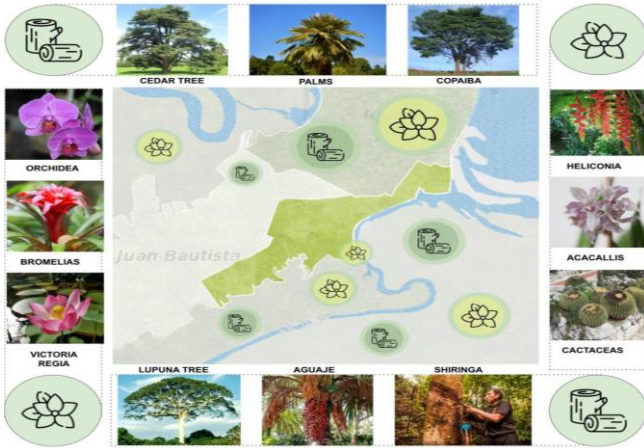 CEDAR TREE
PALMS
COPAIBA
ORCHIDEA
HELICONIA
BROMELIAS
Juan Bautista
ACACALLIS
VICTORIA
REGIA
CACTACEAS
LUPUNA TREE
AGUAJE
SHIRINGA